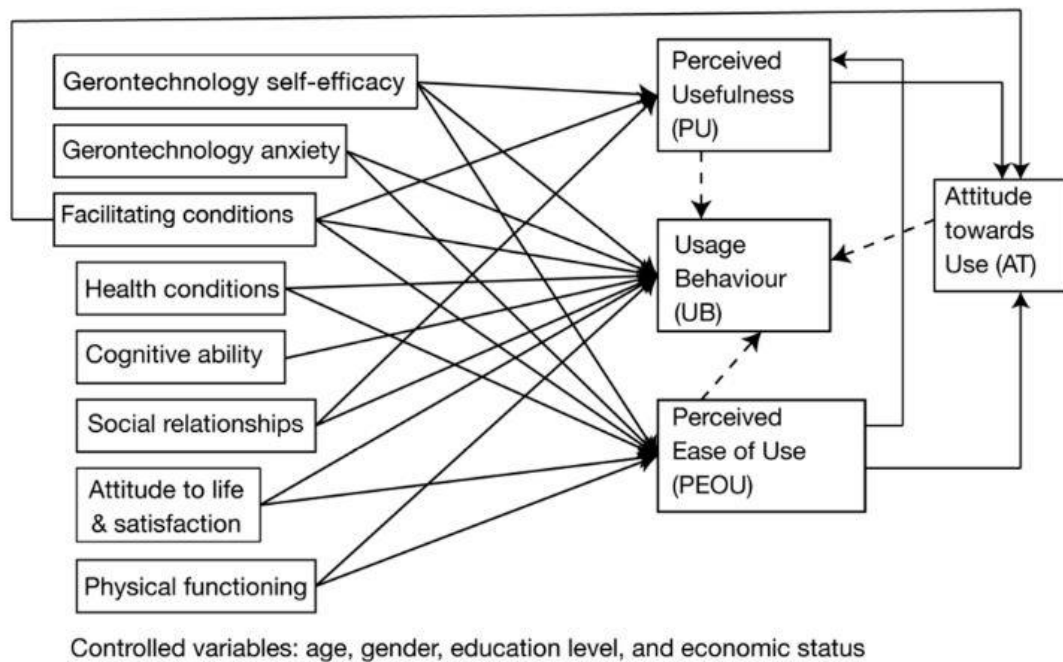 Gerontechnology self-efficacy
Gerontechnology anxiety
Facilitating conditions
Health conditions
Cognitive ability
Social relationships
Attitude to life
& satisfaction
Physical functioning
Perceived
Usefulness
(PU)
Usage
Behaviour
(UB)
Perceived
Ease of Use
(PEOU)
Attitude
towards
Use (AT)
Controlled variables: age, gender, education level, and economic status